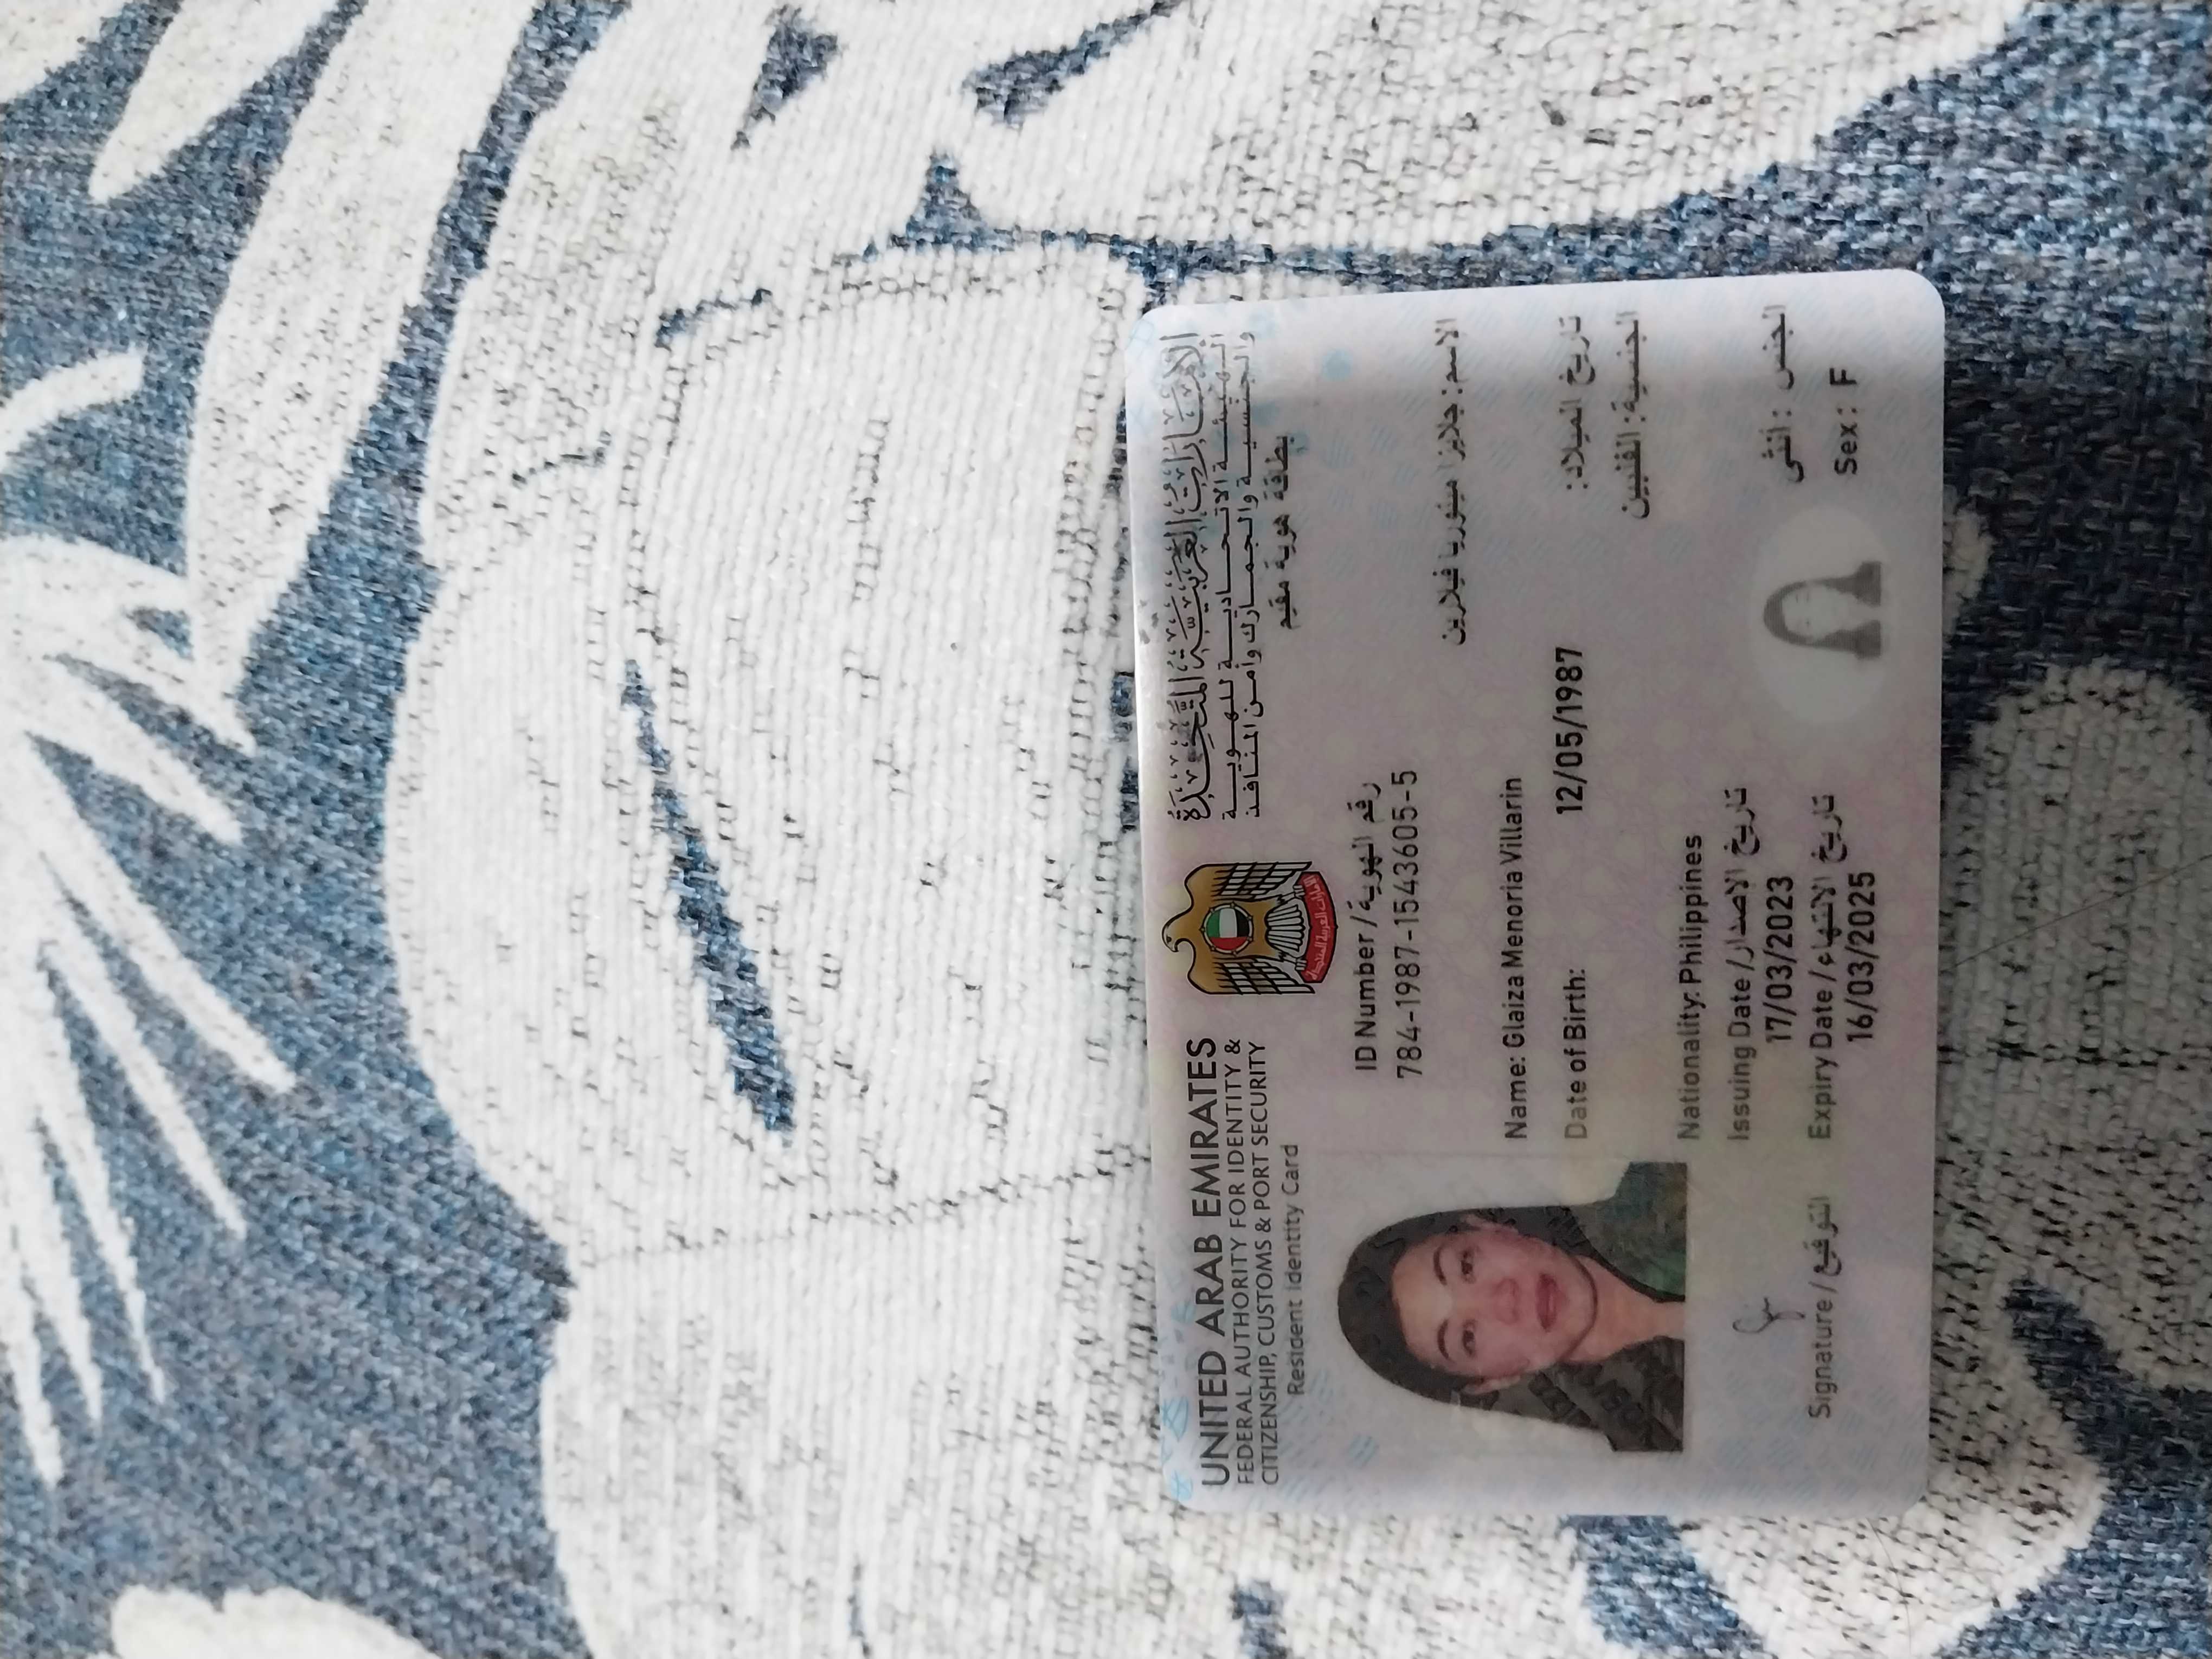 UNITED ARAB EMIRATES
FEDERAL AUTHORITY FOR IDENTITY &
CITIZENSHIP, CUSTOMS & PORT SECURITY
Resident Identity Card
الإمارات العربية المتحدة
الهيئة الاتحادية للهوية
والجنسية والجمارك وأمن المنافذ
بطاقة هوية مقيم
الإمارات العربية المتحدة
ID Number / رقم الهوية
784-1987-1543605-5
الاسم: جلايزا مينوريا فيلارين
Name: Glaiza Menoria Villarin
Date of Birth: 12/05/1987 تاريخ الميلاد:
الجنسية: الفلبين
Nationality: Philippines
Issuing Date / تاريخ الاصدار
17/03/2023
Expiry Date / تاريخ الانتهاء
16/03/2025
Signature / التوقيع
الجنس : أنثى
Sex: F